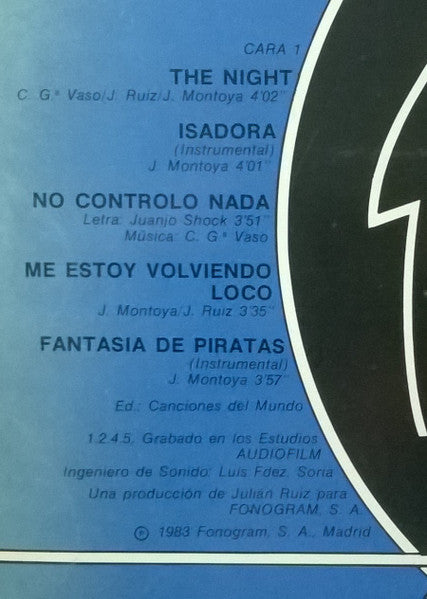 CARA 1
THE NIGHT
C. G.ª Vaso/J. Ruiz/J. Montoya 4'02"
ISADORA
(Instrumental)
J. Montoya 4'01"
NO CONTROLO NADA
Letra: Juanjo Shock 3'51"
Música: C. G.ª Vaso
ME ESTOY VOLVIENDO
LOCO
J. Montoya/J. Ruiz 3'35"
FANTASIA DE PIRATAS
(Instrumental)
J. Montoya 3'57"
Ed.: Canciones del Mundo
1.2.4.5. Grabado en los Estudios
AUDIOFILM
Ingeniero de Sonido: Luis Fdez. Soria
Una producción de Julián Ruiz para
FONOGRAM, S. A.
℗ 1983 Fonogram, S. A., Madrid